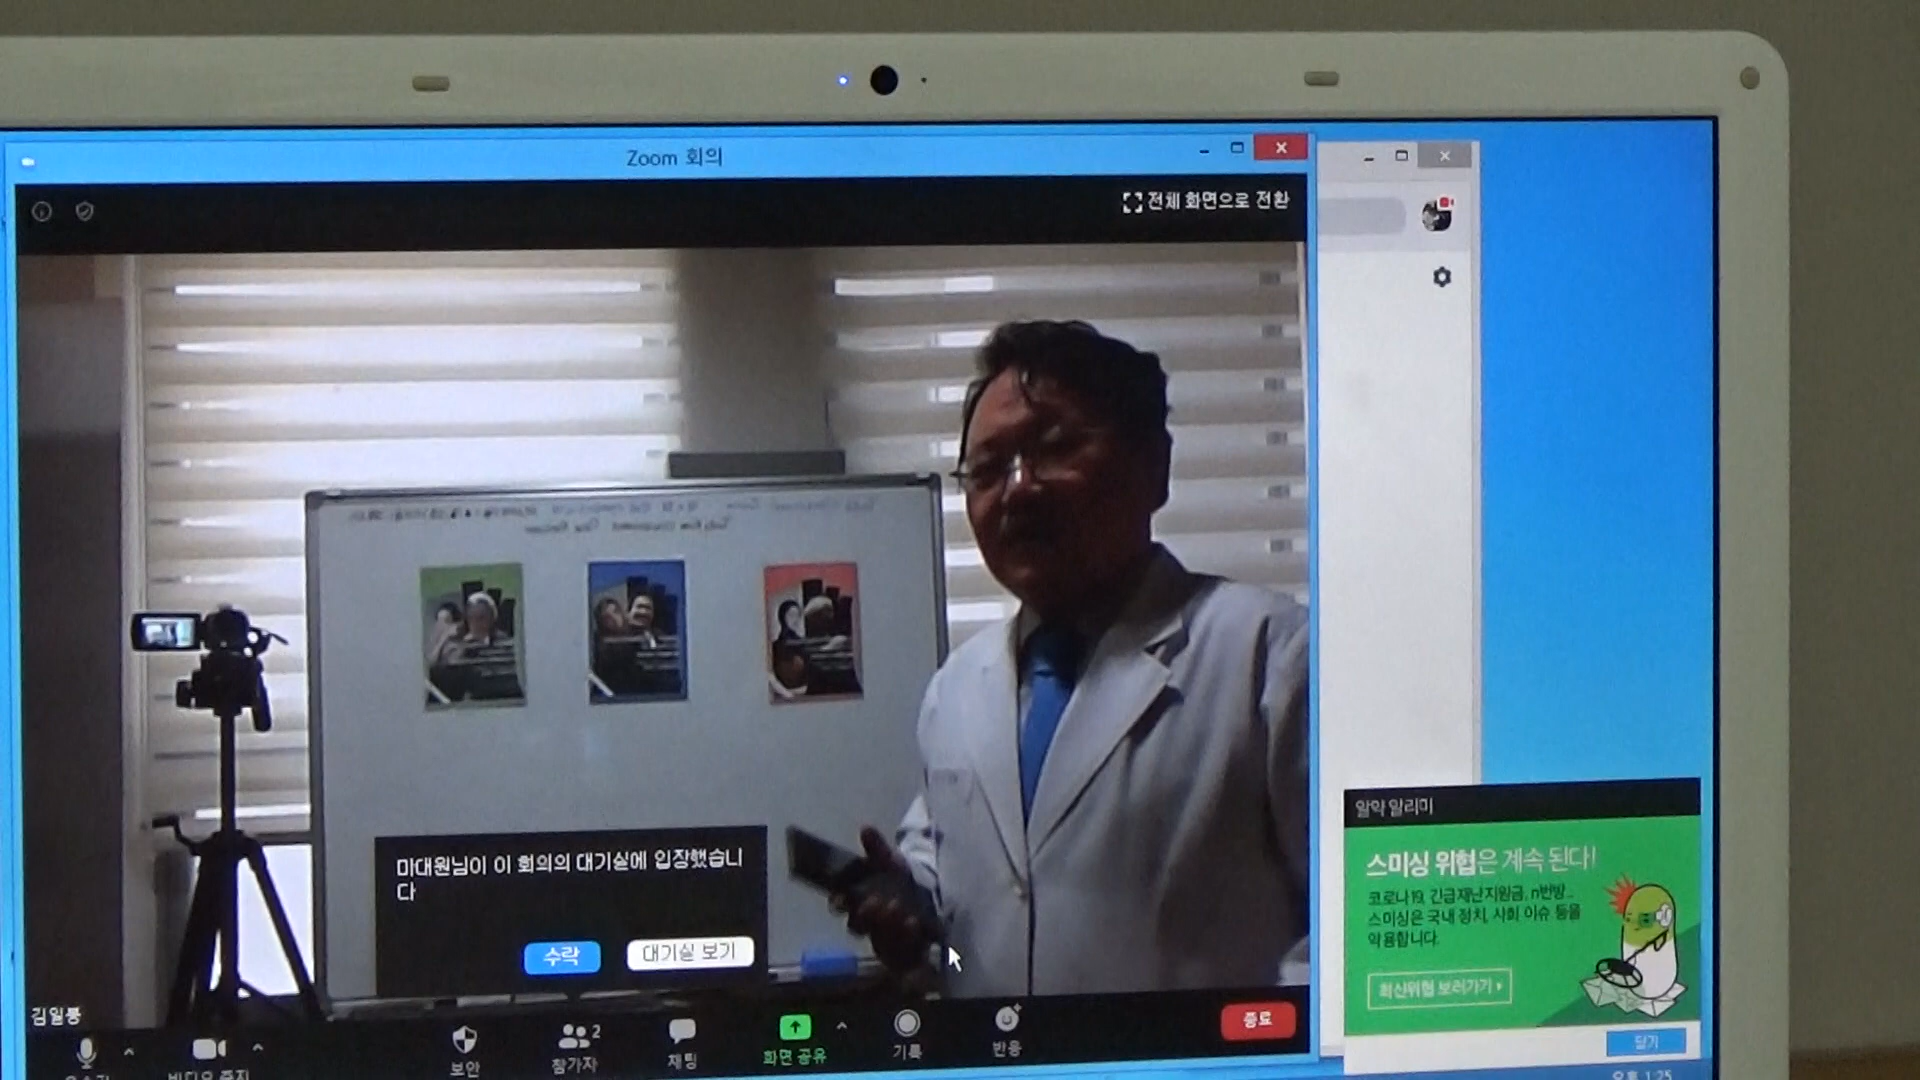 Zoom 회의
전체 화면으로 전환
마대원님이 이 회의의 대기실에 입장했습니
다
수락
대기실 보기
김일룡
보안
2
참가자
채팅
화면 공유
기록
반응
종료
알약 알리미
스미싱 위협은 계속 된다!
코로나19, 긴급재난지원금, n번방...
스미싱은 국내 정치, 사회 이슈 등을
악용합니다.
최신위협 보러가기
닫기
오후 1:25